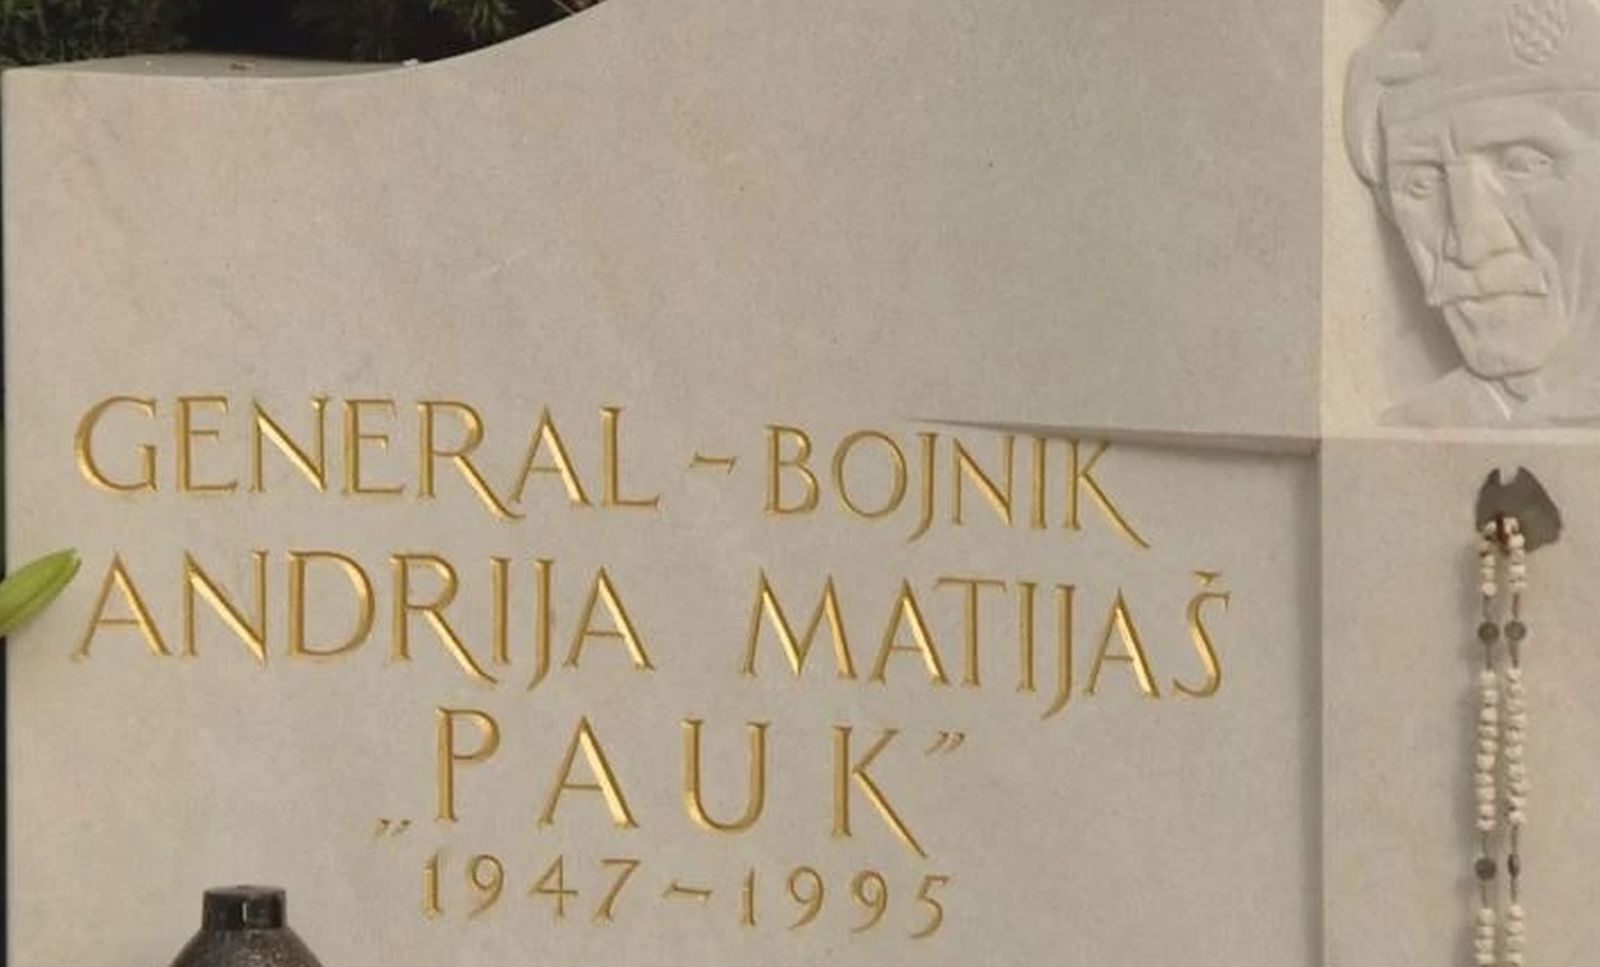 GENERAL - BOJNIK
ANDRIJA MATIJAŠ
„PAUK”
1947 - 1995